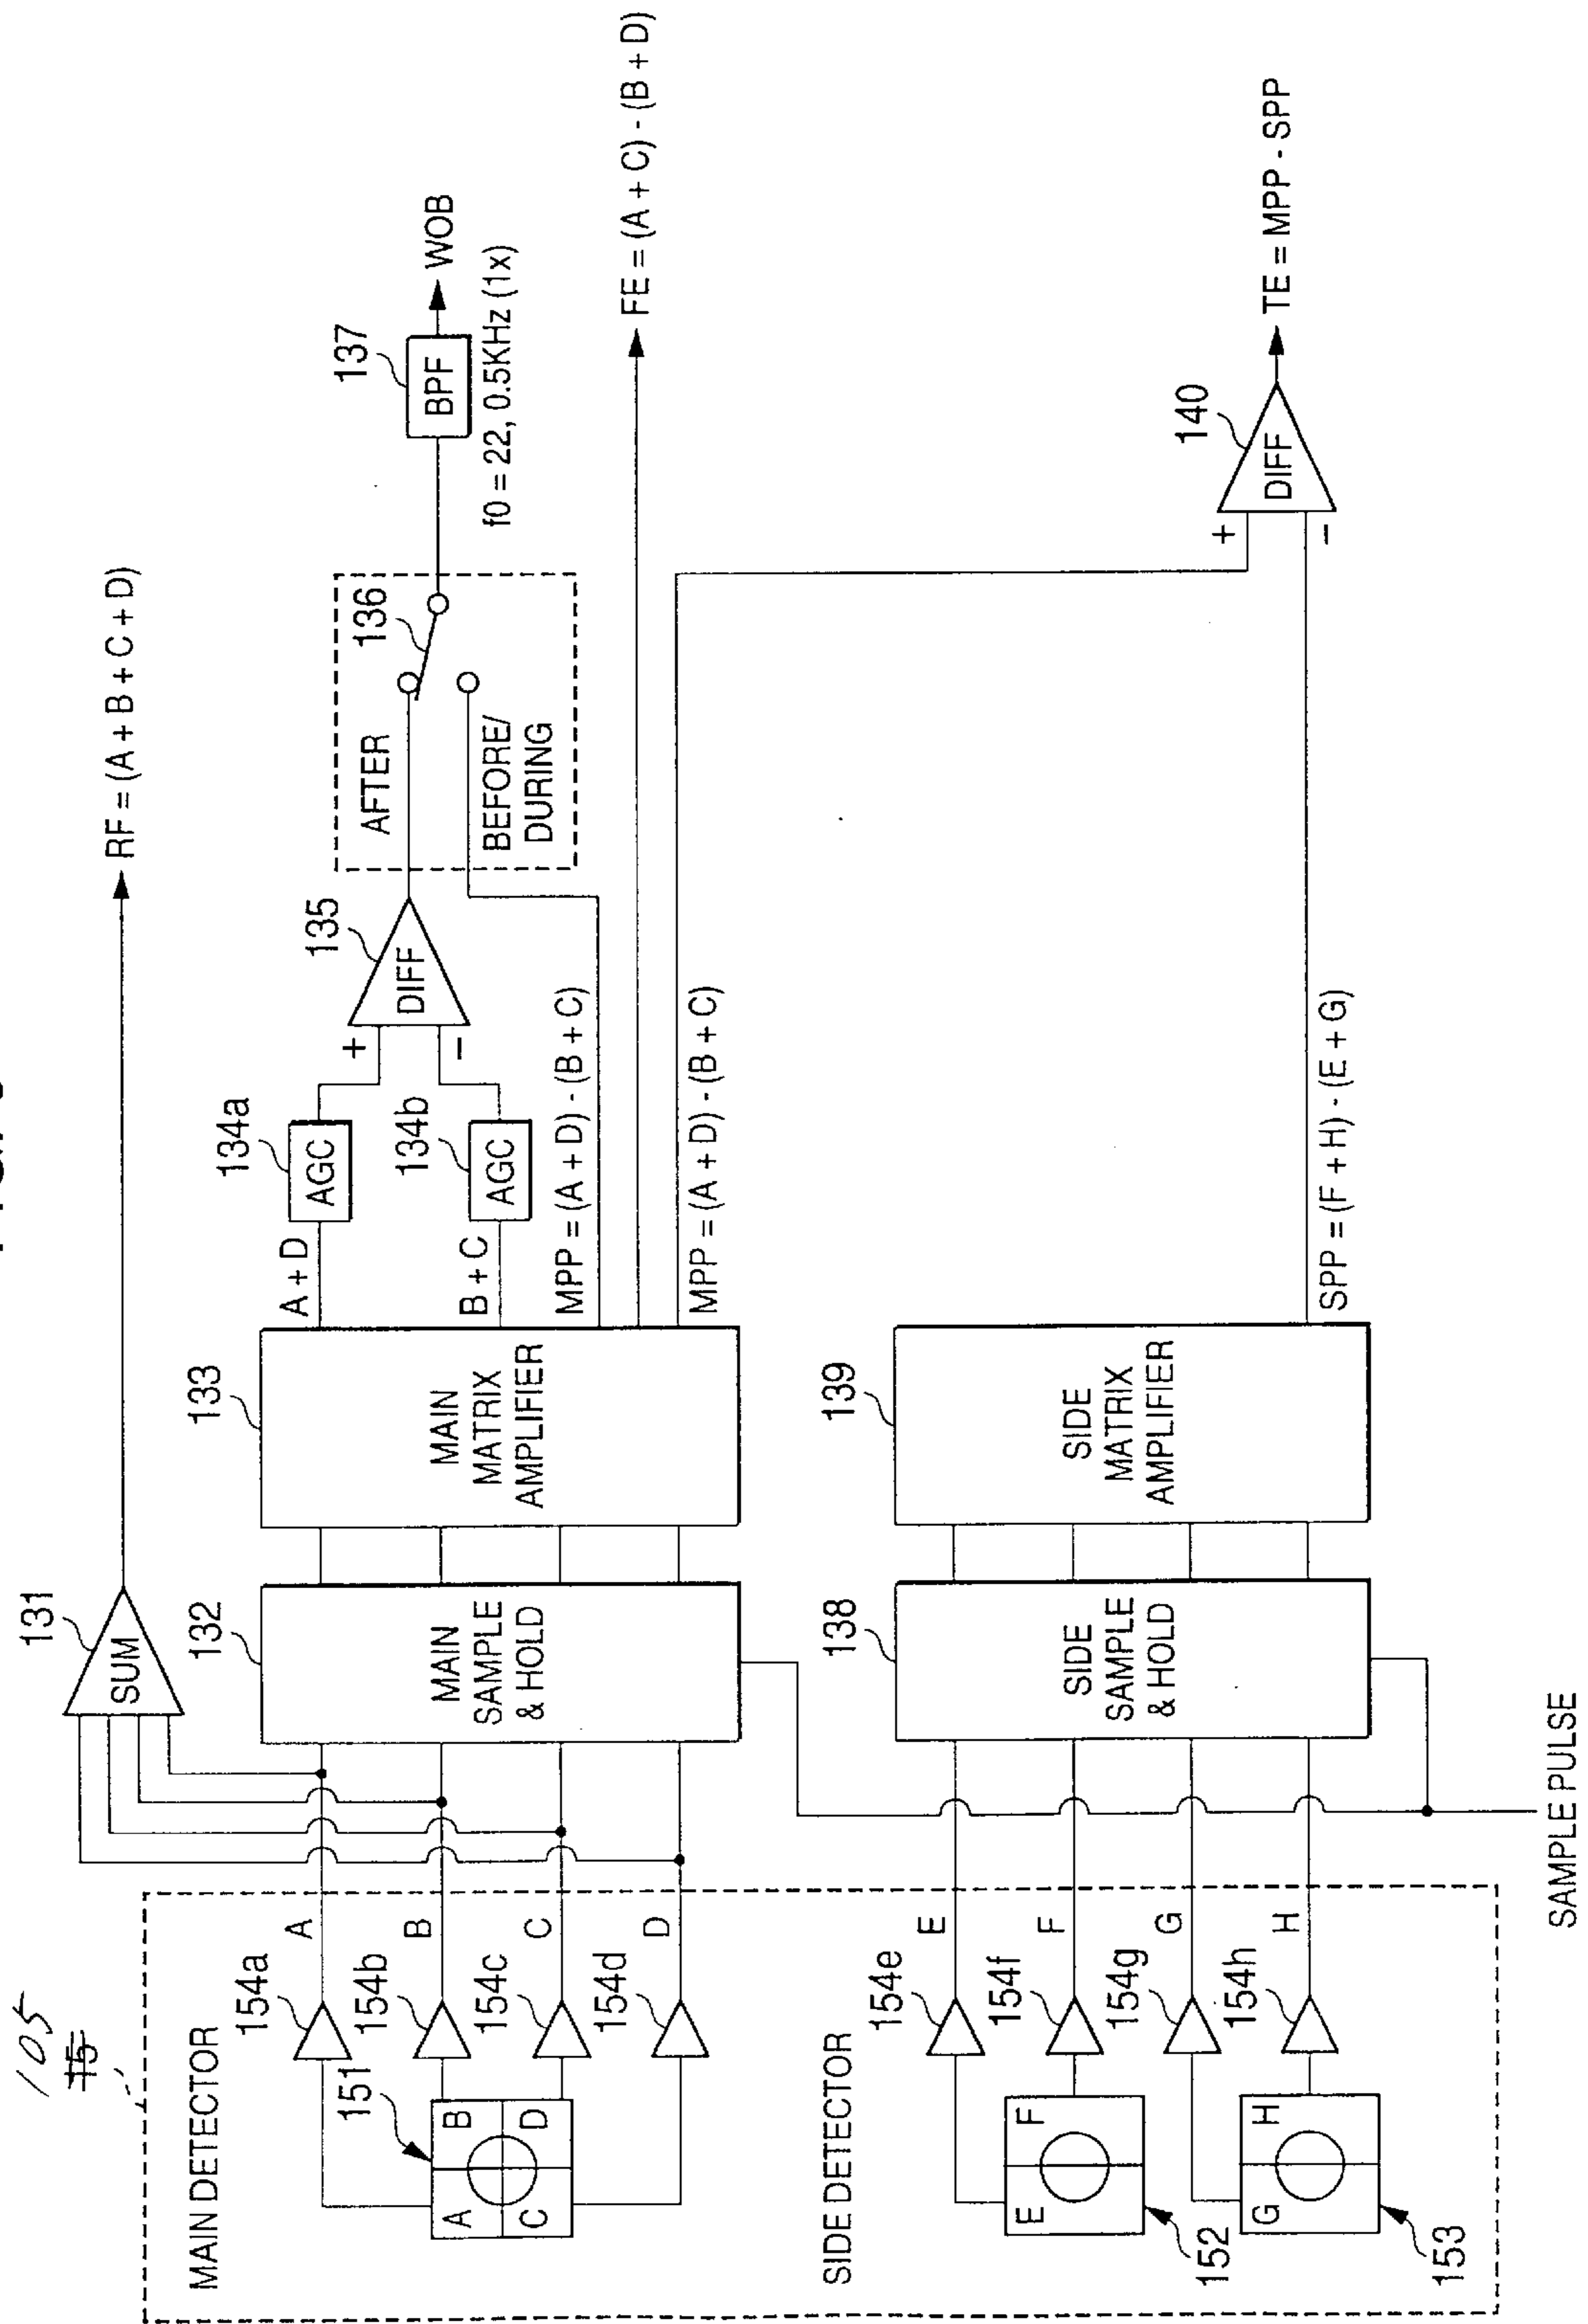 131
SUM
RF = (A + B + C + D)
105
115
MAIN DETECTOR
151
A
B
C
D
154a
A
154b
B
154c
C
154d
D
132
MAIN
SAMPLE
& HOLD
133
MAIN
MATRIX
AMPLIFIER
A + D
134a
AGC
B + C
134b
AGC
+
−
135
DIFF
AFTER
136
BEFORE/
DURING
137
BPF
WOB
f0 = 22, 0.5KHz (1x)
MPP = (A + D) - (B + C)
FE = (A + C) - (B + D)
MPP = (A + D) - (B + C)
SIDE DETECTOR
E
F
152
G
H
153
154e
E
154f
F
154g
G
154h
H
138
SIDE
SAMPLE
& HOLD
139
SIDE
MATRIX
AMPLIFIER
SPP = (F + H) - (E + G)
+
−
140
DIFF
TE = MPP - SPP
SAMPLE PULSE